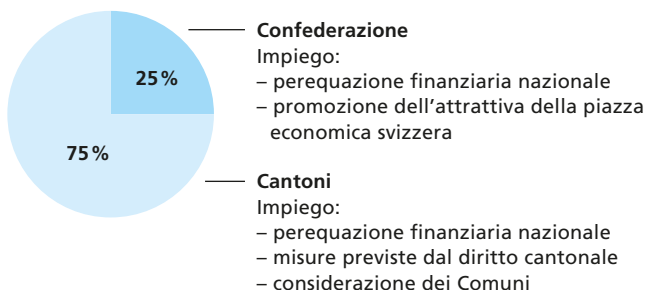 25%
75%
Confederazione
Impiego:
– perequazione finanziaria nazionale
– promozione dell'attrattiva della piazza
economica svizzera
Cantoni
Impiego:
– perequazione finanziaria nazionale
– misure previste dal diritto cantonale
– considerazione dei Comuni